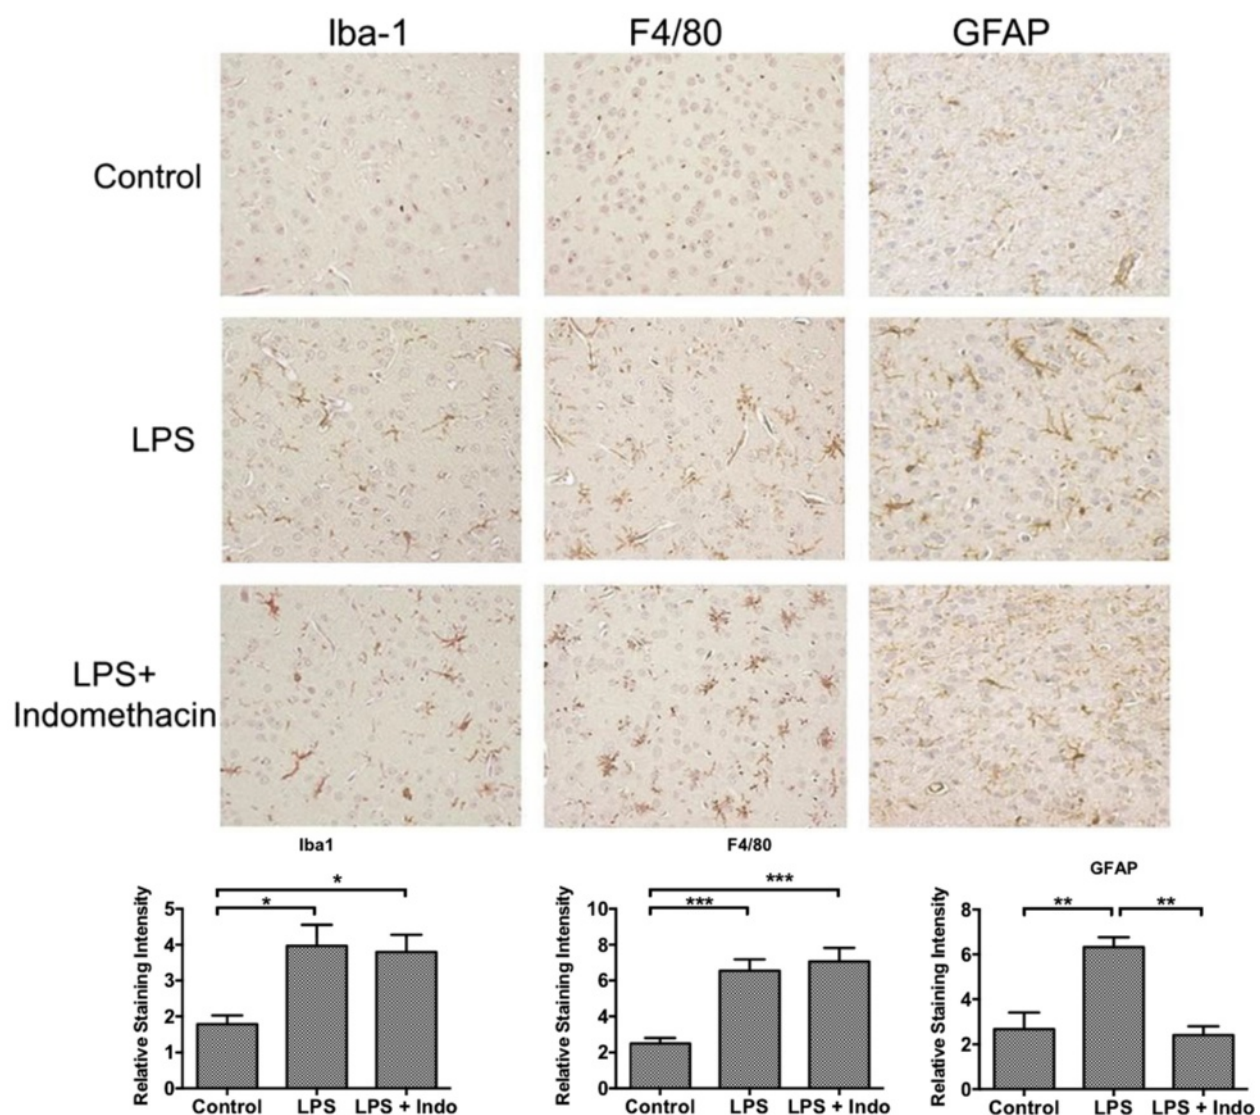 Iba-1 F4/80 GFAP
Control
LPS
LPS+
Indomethacin
Iba1
Relative Staining Intensity
5
4
3
2
1
0
*
*
Control LPS LPS + Indo
F4/80
Relative Staining Intensity
10
8
6
4
2
0
***
***
Control LPS LPS + Indo
GFAP
Relative Staining Intensity
8
6
4
2
0
** **
Control LPS LPS + Indo